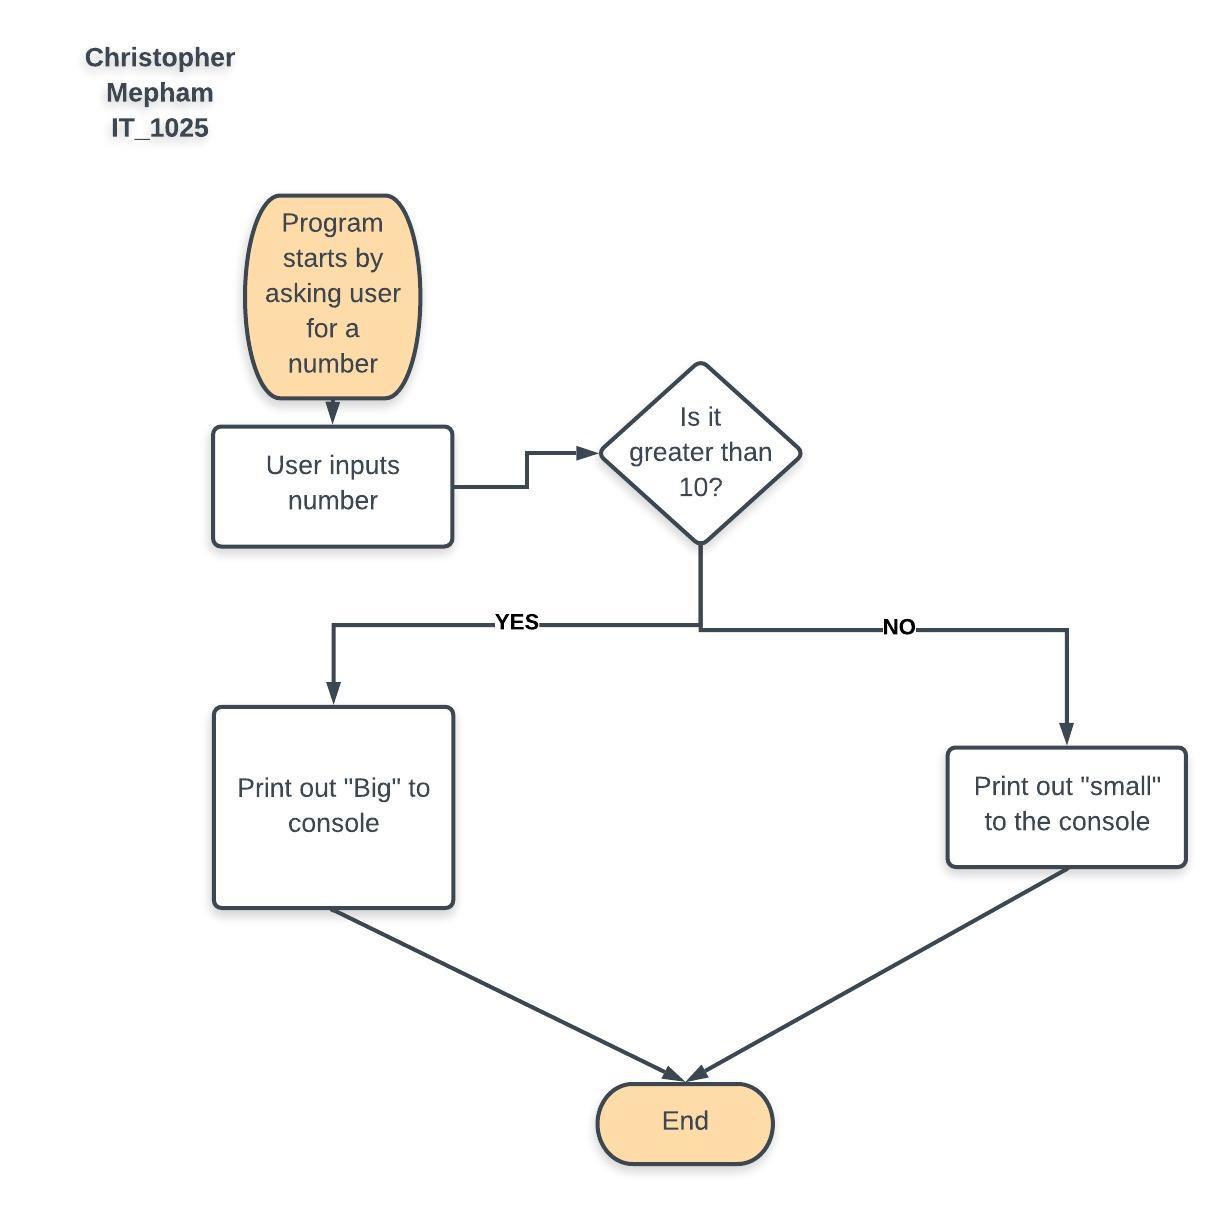 Christopher
Mepham
IT_1025
Program
starts by
asking user
for a
number
User inputs
number
Is it
greater than
10?
YES
NO
Print out "Big" to
console
Print out "small"
to the console
End